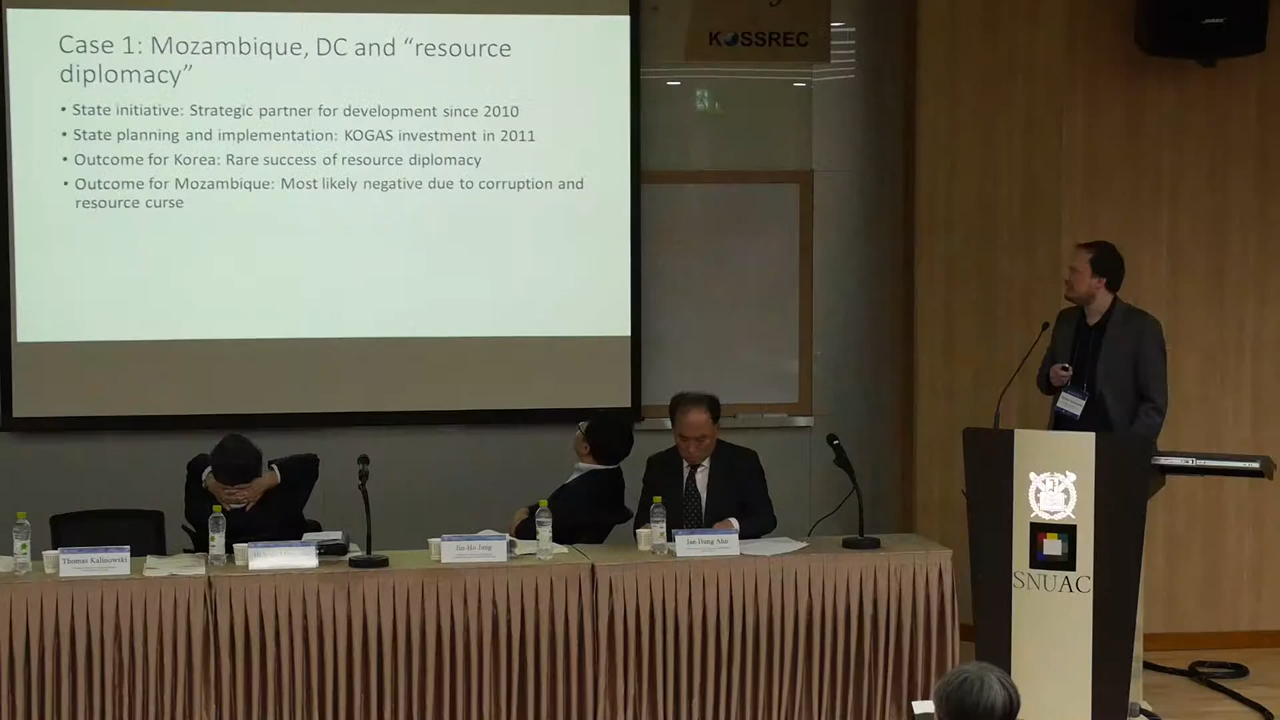 Case 1: Mozambique, DC and “resource
diplomacy”
• State initiative: Strategic partner for development since 2010
• State planning and implementation: KOGAS investment in 2011
• Outcome for Korea: Rare success of resource diplomacy
• Outcome for Mozambique: Most likely negative due to corruption and
resource curse
KOSSREC
BOSE
Thomas Kalinowski
Jin-Ho Jang
Jae-Hung Ahn
SNUAC